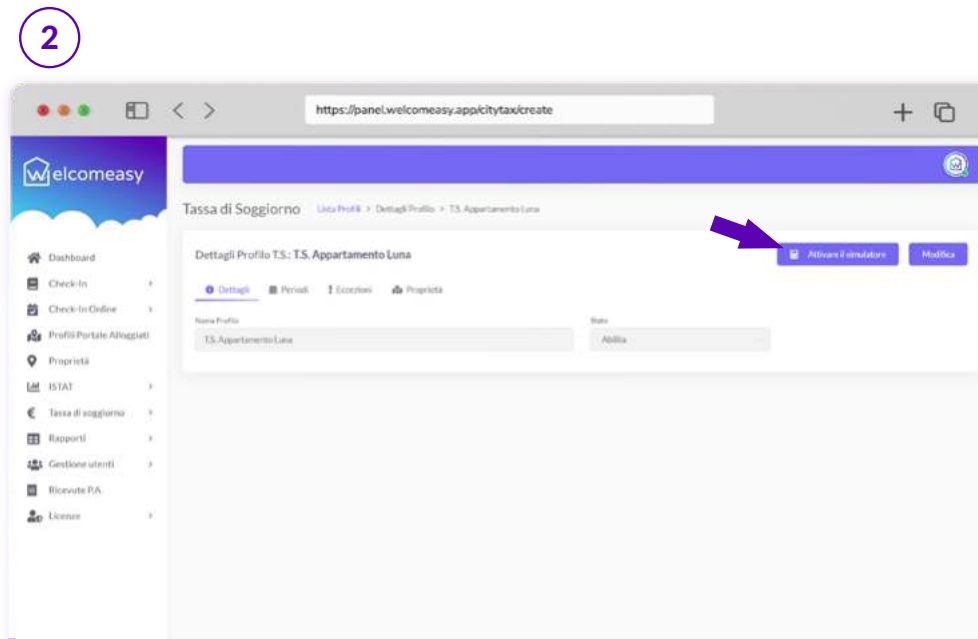 2
https://panel.welcomeasy.app/citytax/create
Welcomeasy
Tassa di Soggiorno Lista Profili > Dettagli Profilo > T.S. Appartamento Luna
Dashboard
Check-In
Check-In Online
Profili Portale Alloggiati
Proprietà
ISTAT
Tassa di soggiorno
Rapporti
Gestione utenti
Ricevute P.A.
Licenze
Dettagli Profilo T.S.: T.S. Appartamento Luna
Attivare il simulatore Modifica
Dettagli Periodi Eccezioni Proprietà
Nome Profilo Stato
T.S. Appartamento Luna Abilita